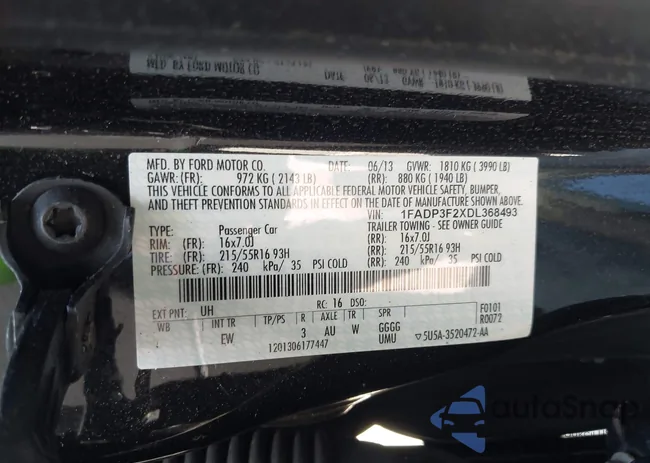 MFD. BY FORD MOTOR CO. DATE: 06/13 GVWR: 1810 KG ( 3990 LB)
GAWR: (FR): 972 KG ( 2143 LB) (RR): 880 KG ( 1940 LB)
THIS VEHICLE CONFORMS TO ALL APPLICABLE FEDERAL MOTOR VEHICLE SAFETY, BUMPER,
AND THEFT PREVENTION STANDARDS IN EFFECT ON THE DATE OF MANUFACTURE SHOWN ABOVE.
VIN: 1FADP3F2XDL368493
TYPE: Passenger Car TRAILER TOWING - SEE OWNER GUIDE
RIM: (FR): 16x7.0J (RR): 16x7.0J
TIRE: (FR): 215/55R16 93H (RR): 215/55R16 93H
PRESSURE: (FR): 240 kPa/ 35 PSI COLD (RR): 240 kPa/ 35 PSI COLD
EXT PNT: UH RC: 16 DSO: F0101
R0072
WB INT TR TP/PS R AXLE TR SPR
EW 3 AU W GGGG
UMU
1201306177447 ▽5U5A-3520472-AA
autoSnap